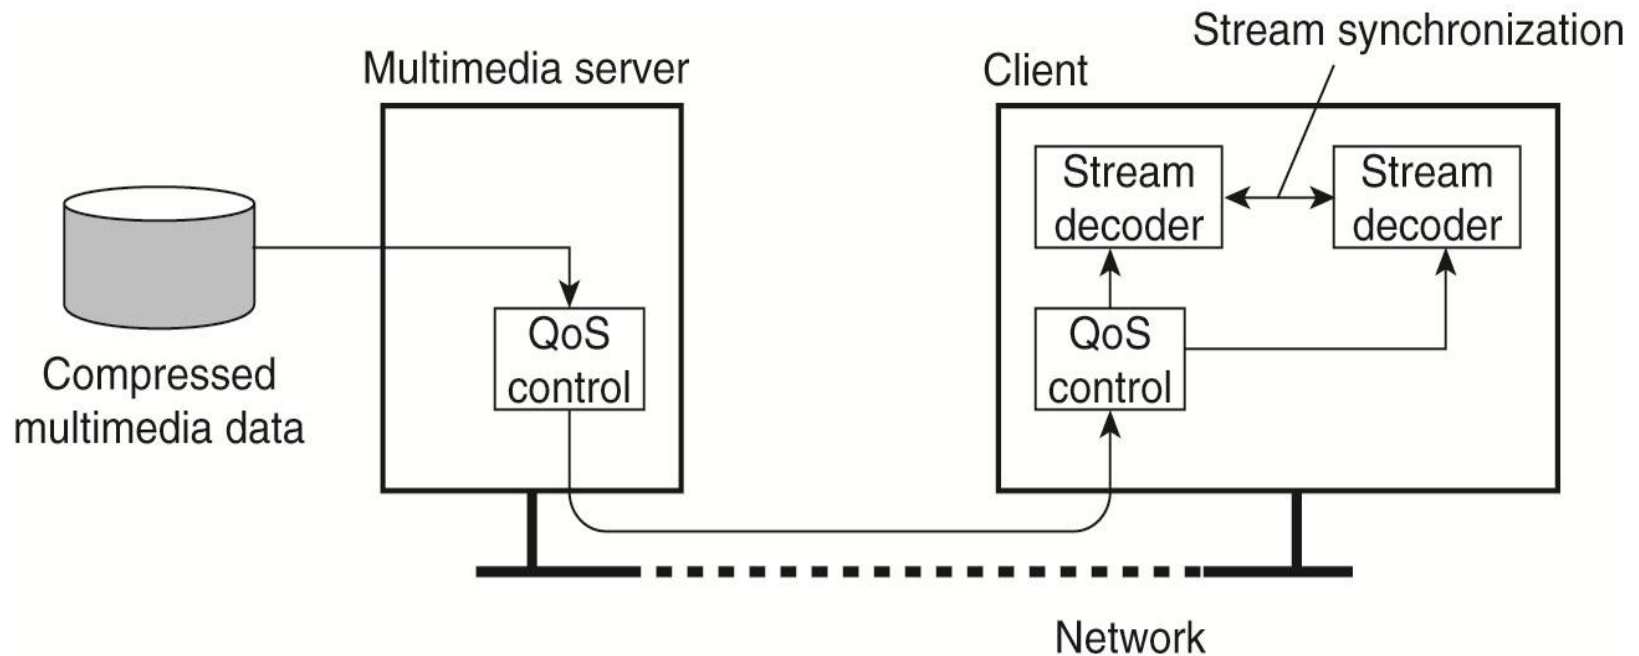 Stream synchronization
Multimedia server
Client
Stream
decoder
Stream
decoder
QoS
control
QoS
control
Compressed
multimedia data
Network